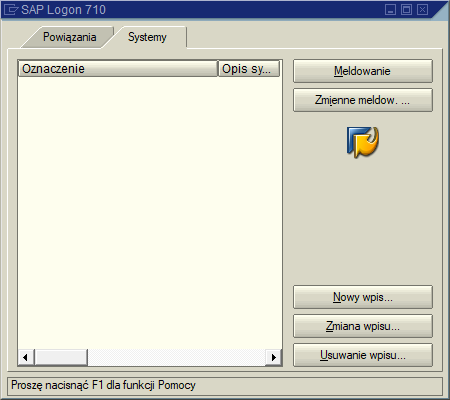 SAP Logon 710
Powiązania
Systemy
Oznaczenie
Opis sy...
Meldowanie
Zmienne meldow. ...
Nowy wpis...
Zmiana wpisu...
Usuwanie wpisu...
Proszę nacisnąć F1 dla funkcji Pomocy